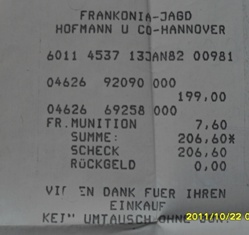 FRANKONIA-JAGD
HOFMANN U CO-HANNOVER
6011 4537 13JAN82 00981
04626 92090 000
199,00
04626 69258 000
FR.MUNITION 7,60
SUMME: 206,60*
SCHECK 206,60
RÜCKGELD 0,00
DANK FUER IHREN
EINKAUF
KEIN UMTAUSCH OHNE
2011/10/22